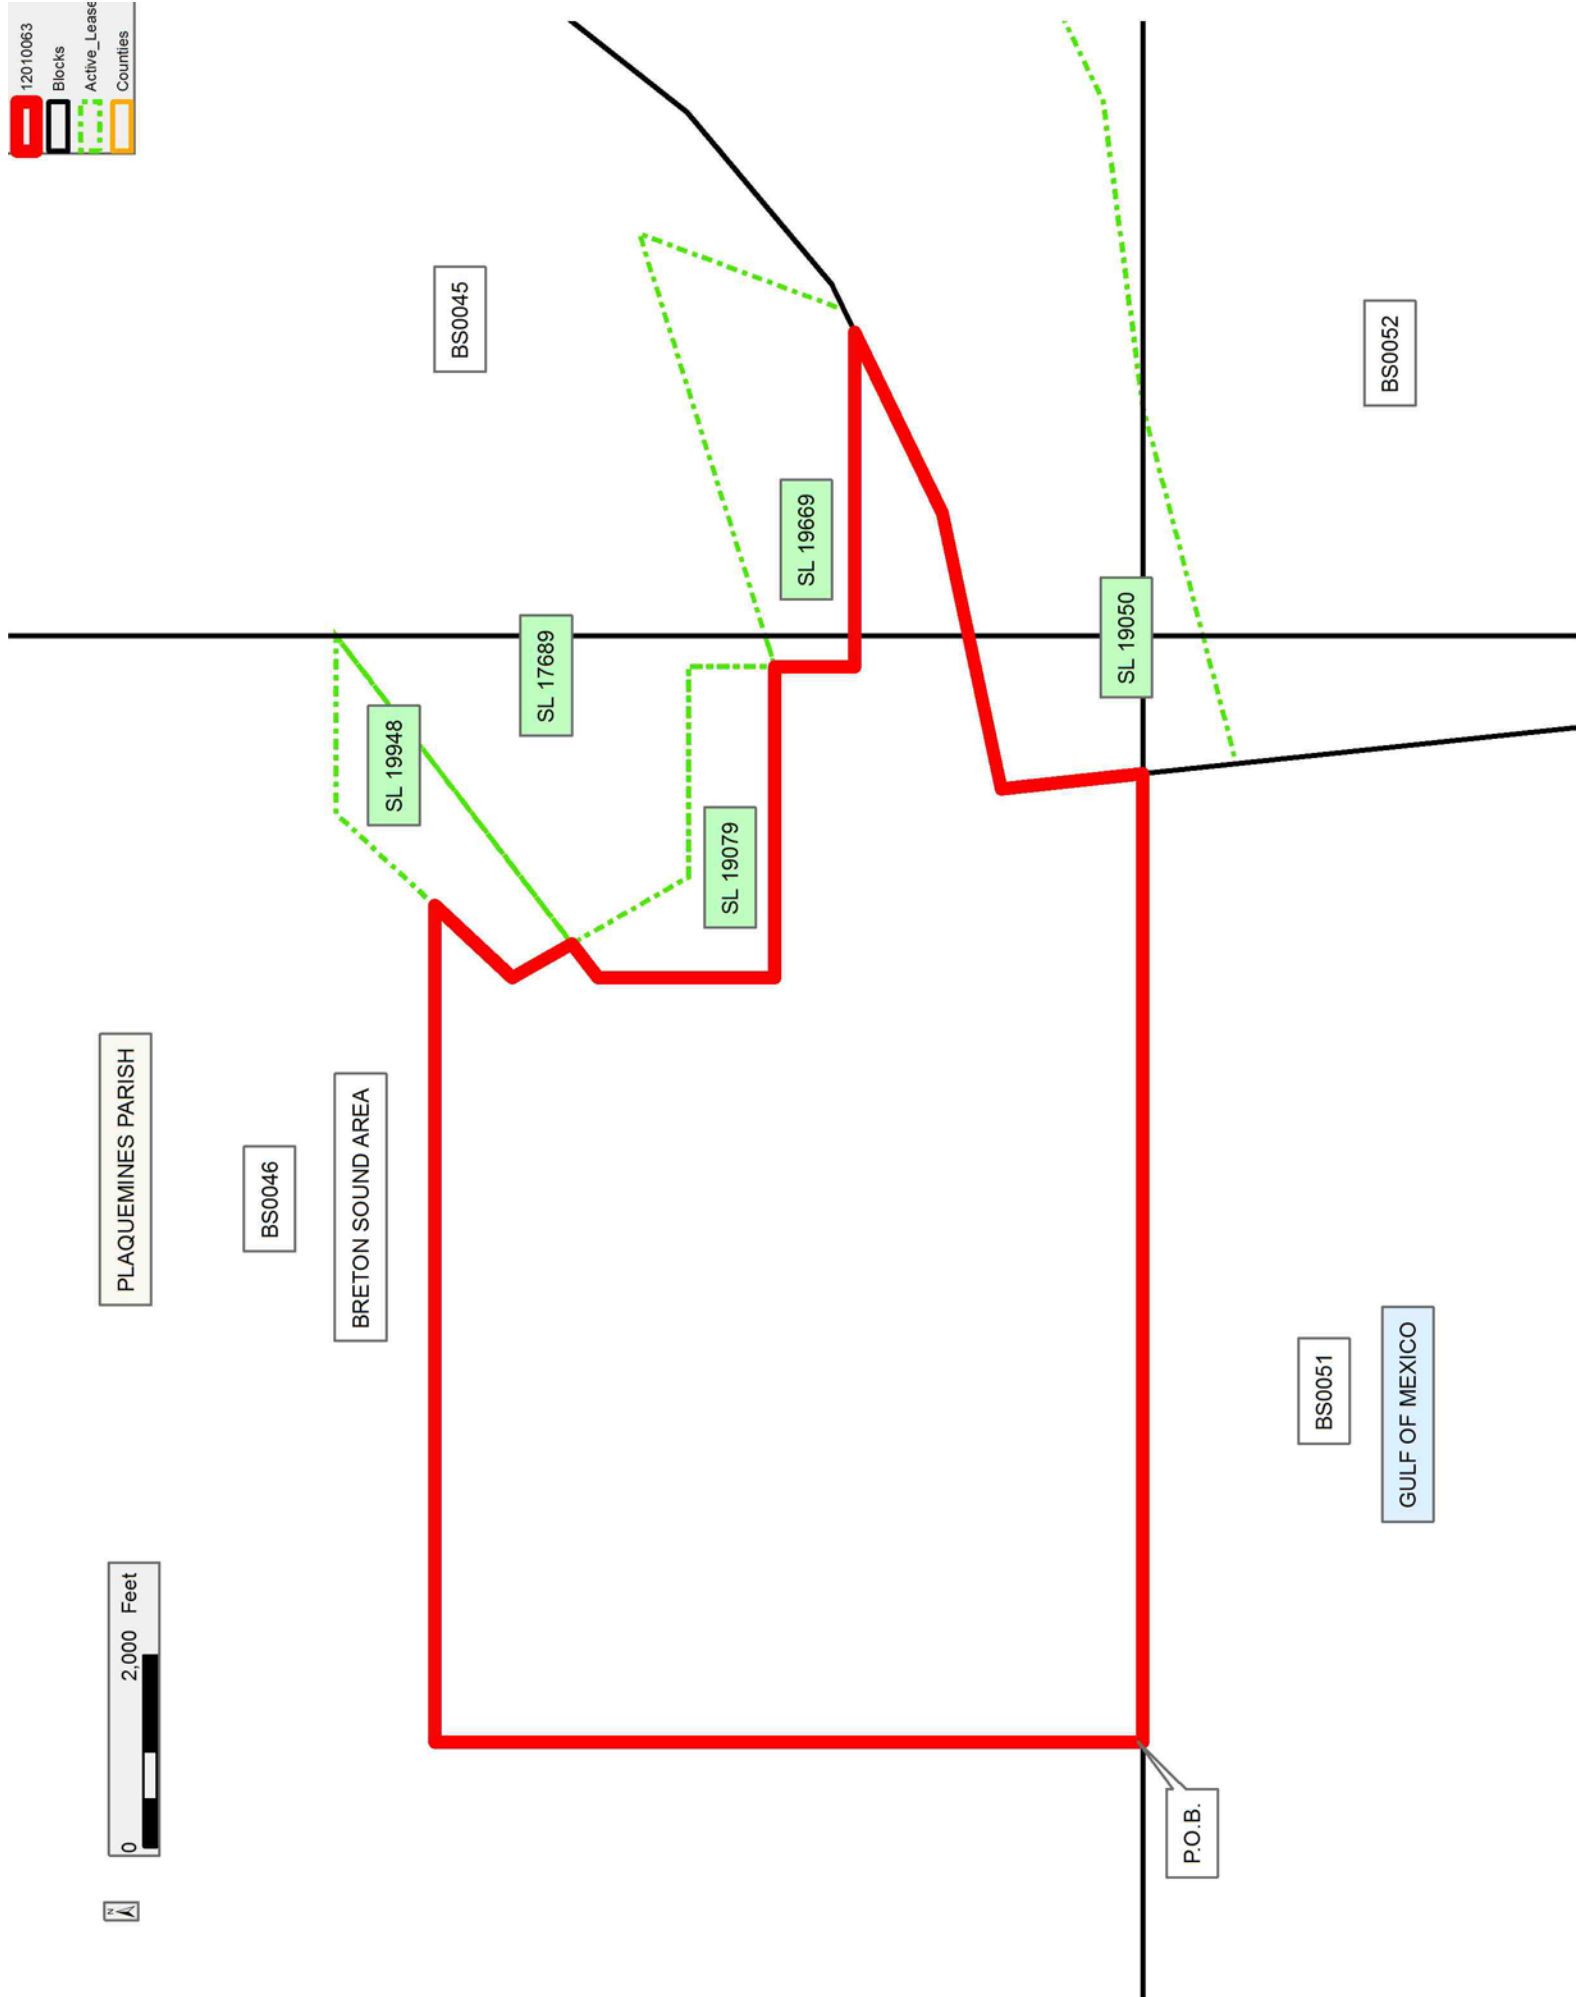 12010063
Blocks
Active_Lease
Counties
N
0
2,000 Feet
PLAQUEMINES PARISH
BS0046
BRETON SOUND AREA
SL 19948
BS0045
SL 17689
SL 19079
SL 19669
SL 19050
P.O.B.
BS0051
GULF OF MEXICO
BS0052